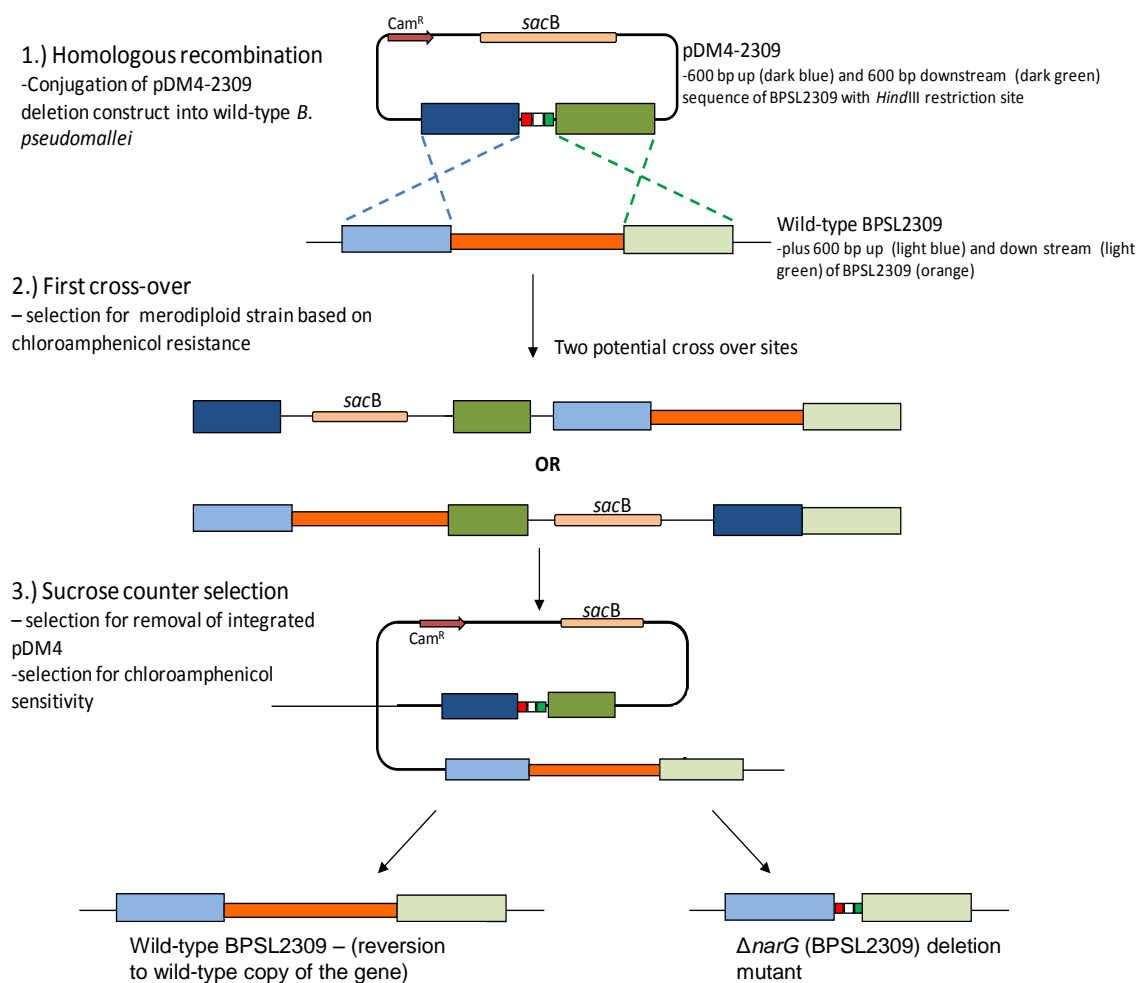 Cam^R
sacB
1.) Homologous recombination
-Conjugation of pDM4-2309
deletion construct into wild-type B.
pseudomallei
pDM4-2309
-600 bp up (dark blue) and 600 bp downstream (dark green)
sequence of BPSL2309 with HindIII restriction site
Wild-type BPSL2309
-plus 600 bp up (light blue) and down stream (light
green) of BPSL2309 (orange)
2.) First cross-over
– selection for merodiploid strain based on
chloroamphenicol resistance
Two potential cross over sites
sacB
OR
sacB
3.) Sucrose counter selection
– selection for removal of integrated
pDM4
-selection for chloroamphenicol
sensitivity
Cam^R
sacB
Wild-type BPSL2309 – (reversion
to wild-type copy of the gene)
ΔnarG (BPSL2309) deletion
mutant